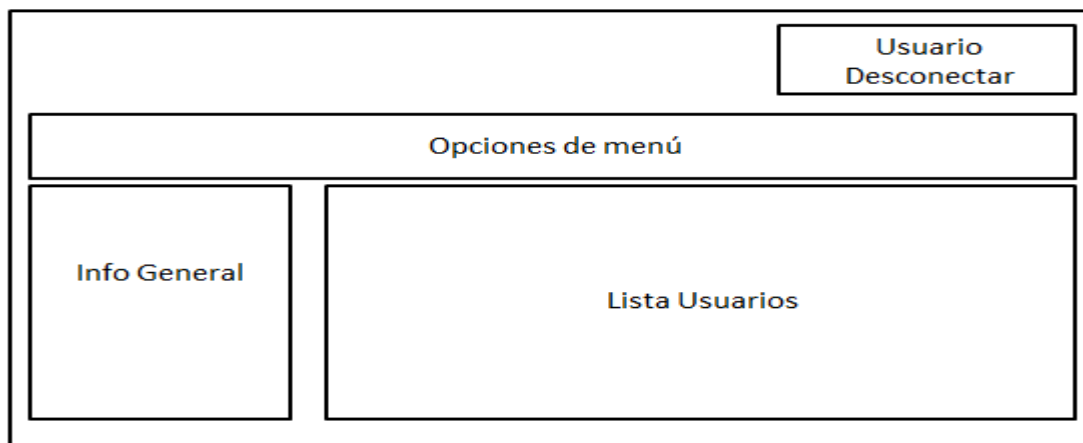 Usuario
Desconectar
Opciones de menú
Info General
Lista Usuarios